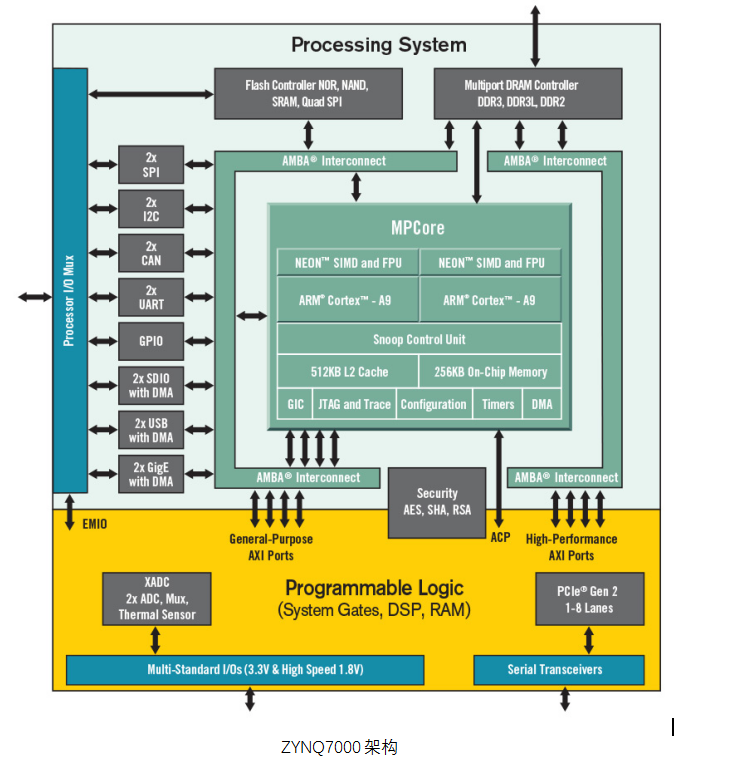 Processing System
Flash Controller NOR, NAND,
SRAM, Quad SPI
Multiport DRAM Controller
DDR3, DDR3L, DDR2
AMBA® Interconnect
AMBA® Interconnect
Processor I/O Mux
2x
SPI
2x
I2C
2x
CAN
2x
UART
GPIO
2x SDIO
with DMA
2x USB
with DMA
2x GigE
with DMA
MPCore
NEON™ SIMD and FPU
NEON™ SIMD and FPU
ARM® Cortex™ - A9
ARM® Cortex™ - A9
Snoop Control Unit
512KB L2 Cache
256KB On-Chip Memory
GIC
JTAG and Trace
Configuration
Timers
DMA
AMBA® Interconnect
AMBA® Interconnect
Security
AES, SHA, RSA
EMIO
General-Purpose
AXI Ports
ACP
High-Performance
AXI Ports
XADC
2x ADC, Mux,
Thermal Sensor
Programmable Logic
(System Gates, DSP, RAM)
PCIe® Gen 2
1-8 Lanes
Multi-Standard I/Os (3.3V & High Speed 1.8V)
Serial Transceivers
ZYNQ7000 架构